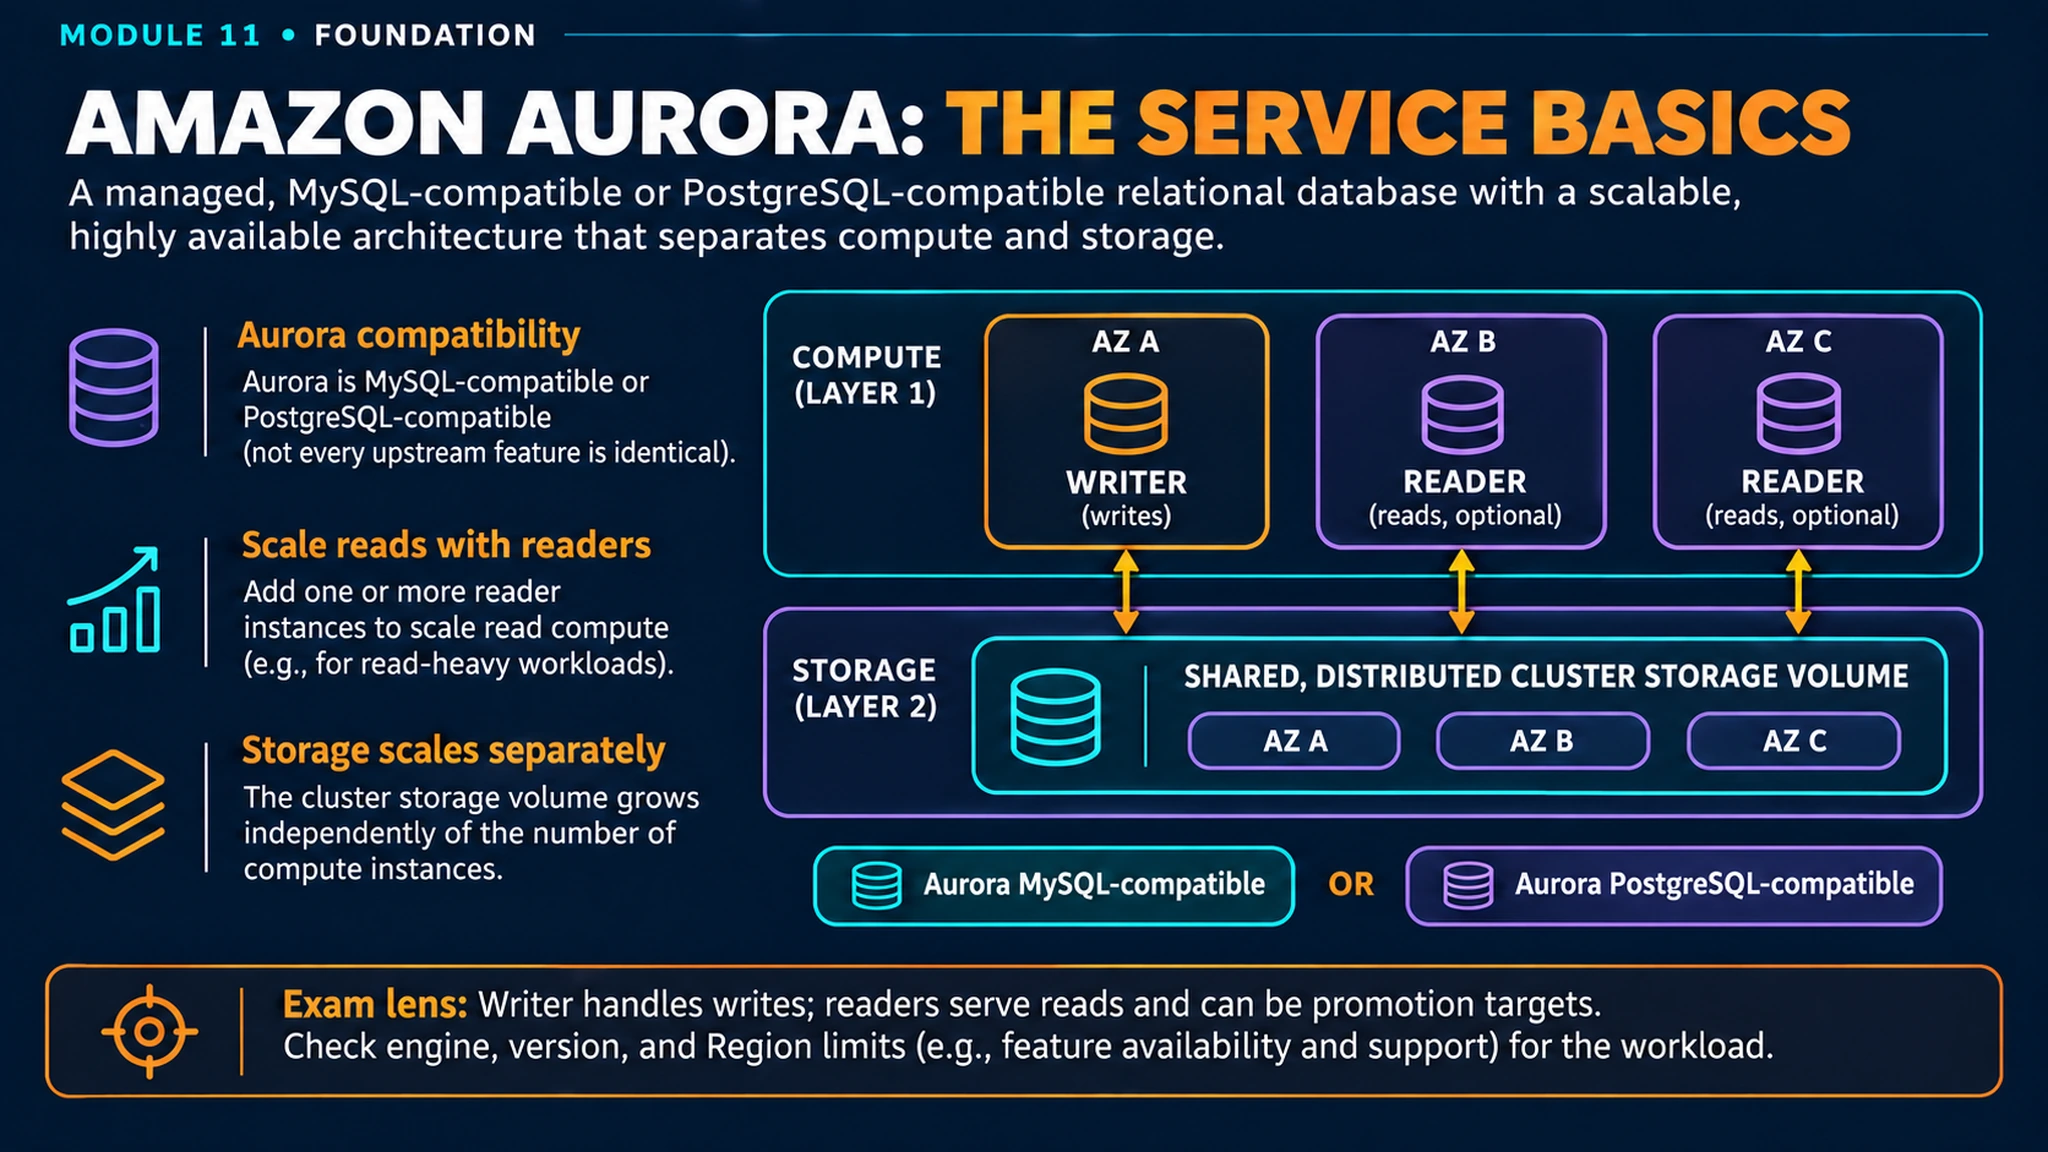 MODULE 11 • FOUNDATION
AMAZON AURORA: THE SERVICE BASICS
A managed, MySQL-compatible or PostgreSQL-compatible relational database with a scalable,
highly available architecture that separates compute and storage.
Aurora compatibility
Aurora is MySQL-compatible or
PostgreSQL-compatible
(not every upstream feature is identical).
Scale reads with readers
Add one or more reader
instances to scale read compute
(e.g., for read-heavy workloads).
Storage scales separately
The cluster storage volume grows
independently of the number of
compute instances.
COMPUTE
(LAYER 1)
AZ A
WRITER
(writes)
AZ B
READER
(reads, optional)
AZ C
READER
(reads, optional)
STORAGE
(LAYER 2)
SHARED, DISTRIBUTED CLUSTER STORAGE VOLUME
AZ A
AZ B
AZ C
Aurora MySQL-compatible
OR
Aurora PostgreSQL-compatible
Exam lens: Writer handles writes; readers serve reads and can be promotion targets.
Check engine, version, and Region limits (e.g., feature availability and support) for the workload.